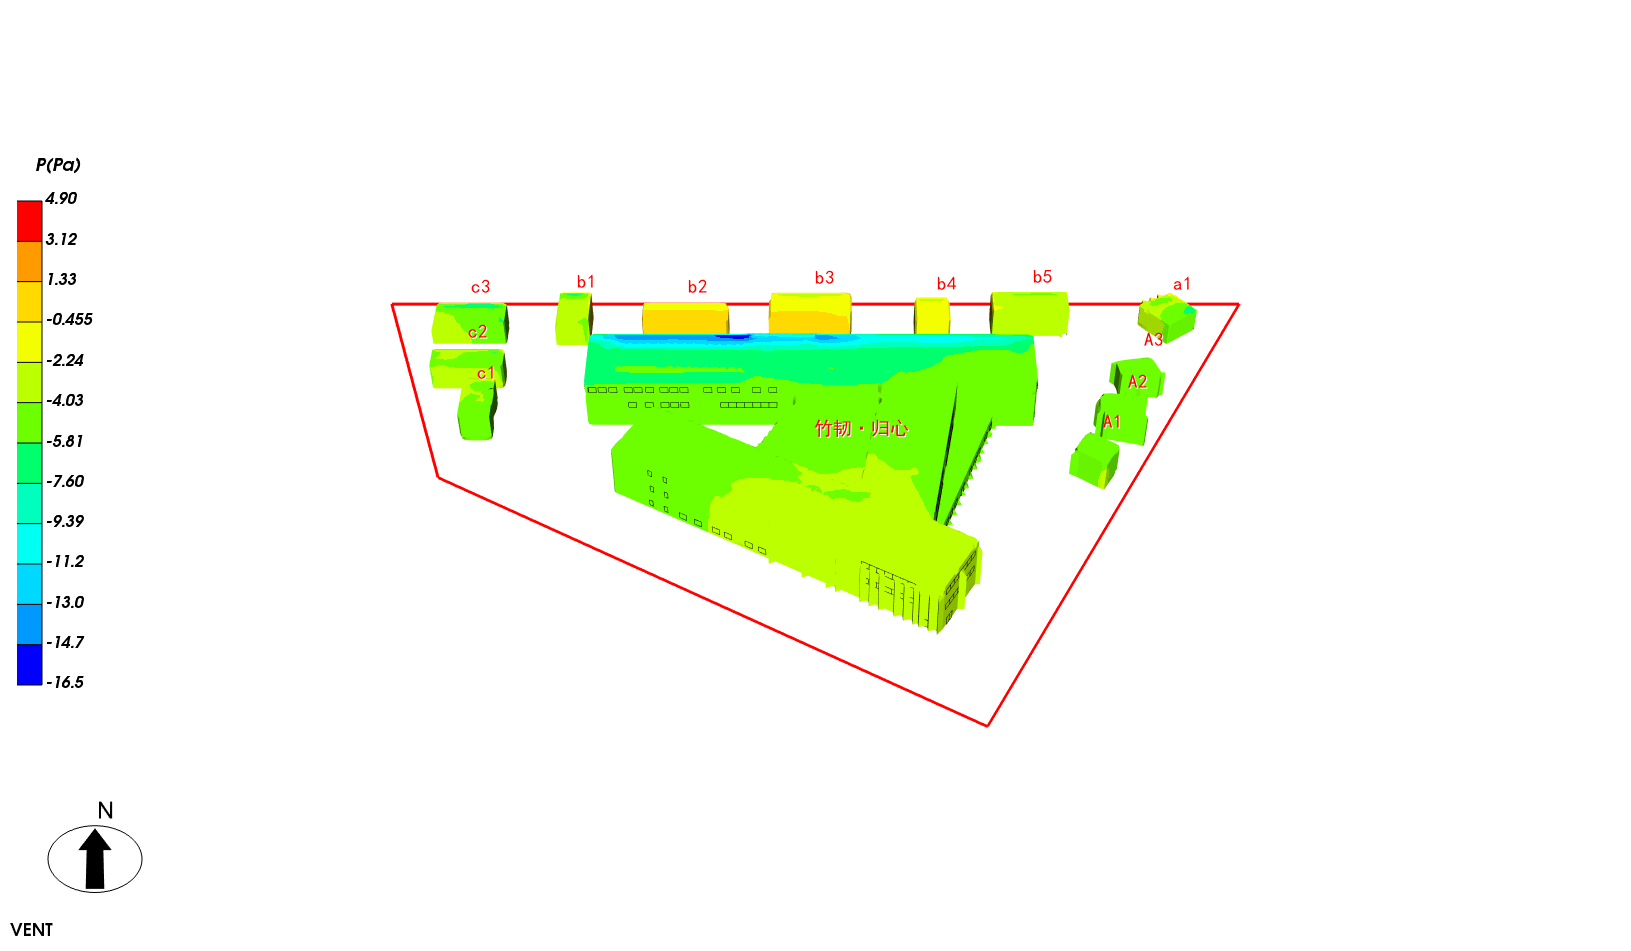 P(Pa)
4.90
3.12
1.33
-0.455
-2.24
-4.03
-5.81
-7.60
-9.39
-11.2
-13.0
-14.7
-16.5
c3
b1
b2
b3
b4
b5
a1
c2
A3
c1
A2
A1
竹韧·归心
N
VENT